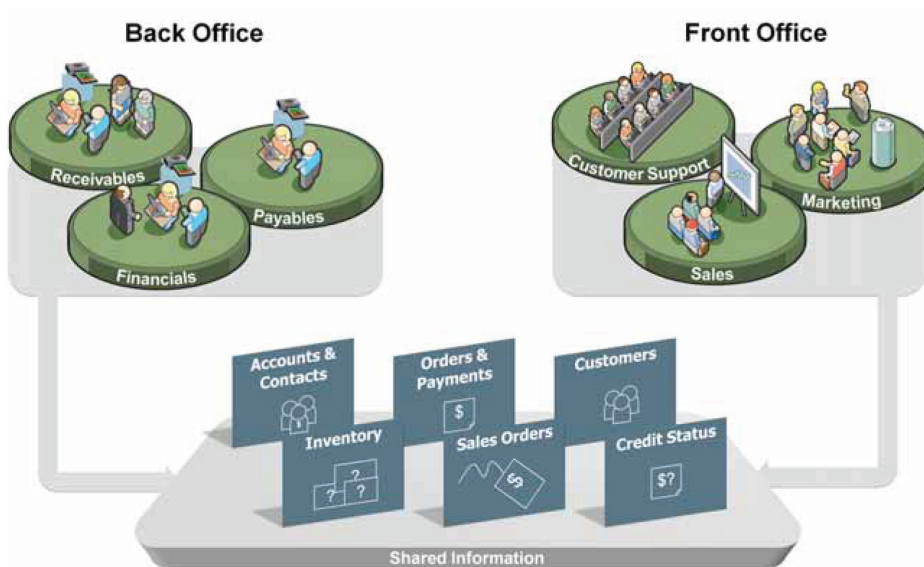 Back Office
Front Office
Receivables
Payables
Financials
Customer Support
Marketing
Sales
Accounts &
Contacts
$
Orders &
Payments
$
Customers
Inventory
?
? ?
Sales Orders
$
Credit Status
$?
Shared Information